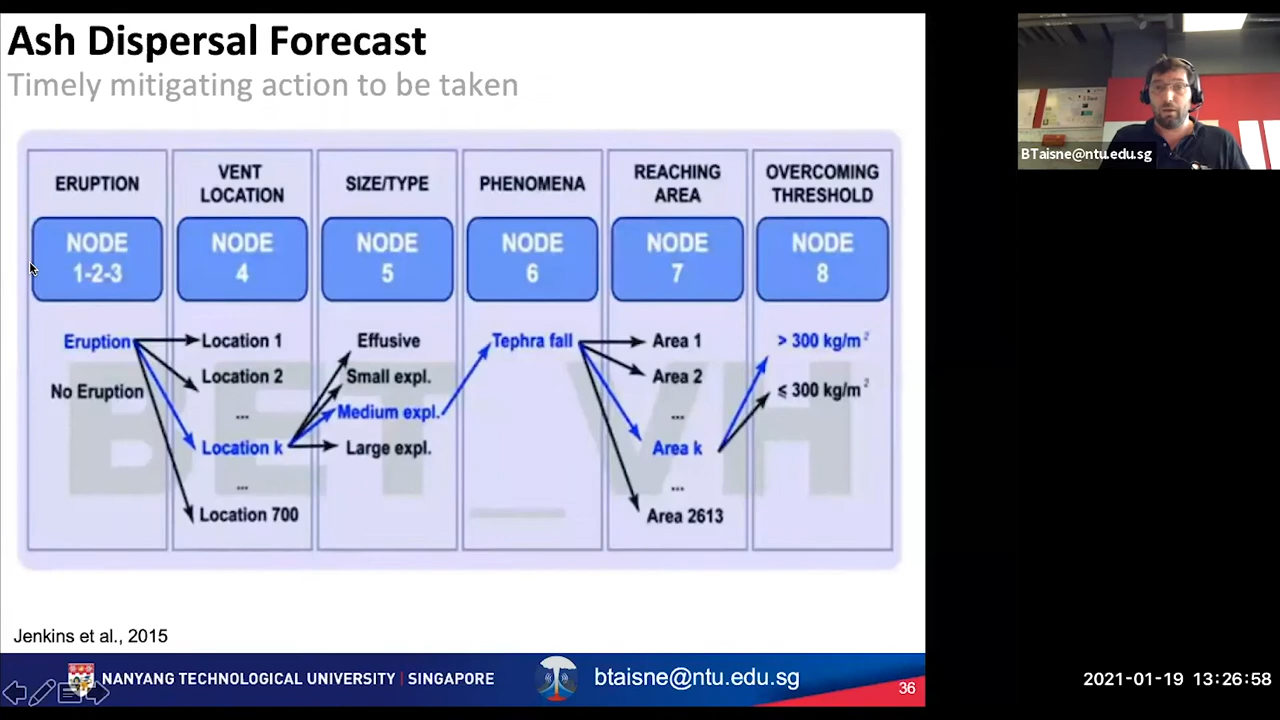 Ash Dispersal Forecast
Timely mitigating action to be taken
BTaisne@ntu.edu.sg
ERUPTION
VENT
LOCATION
SIZE/TYPE
PHENOMENA
REACHING
AREA
OVERCOMING
THRESHOLD
NODE
1-2-3
NODE
4
NODE
5
NODE
6
NODE
7
NODE
8
Eruption
No Eruption
Location 1
Location 2
...
Location k
...
Location 700
Effusive
Small expl.
Medium expl.
Large expl.
Tephra fall
Area 1
Area 2
...
Area k
...
Area 2613
> 300 kg/m²
⩽ 300 kg/m²
BET_VH
Jenkins et al., 2015
NANYANG TECHNOLOGICAL UNIVERSITY | SINGAPORE
btaisne@ntu.edu.sg
36
2021-01-19 13:26:58